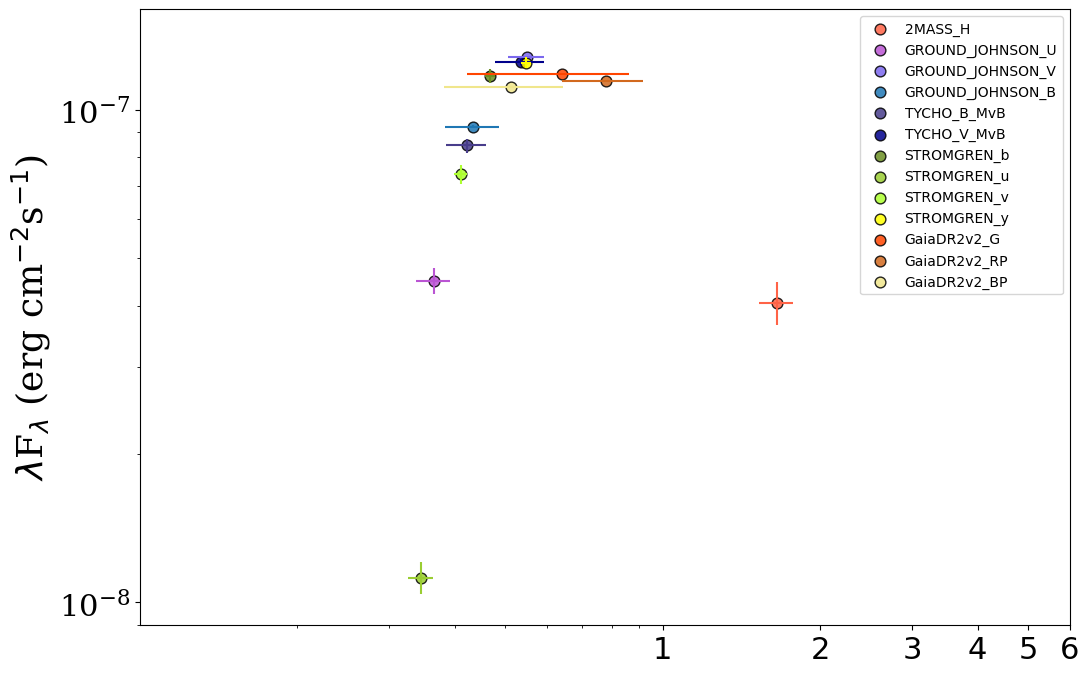 2MASS_H
GROUND_JOHNSON_U
GROUND_JOHNSON_V
GROUND_JOHNSON_B
TYCHO_B_MvB
TYCHO_V_MvB
STROMGREN_b
STROMGREN_u
STROMGREN_v
STROMGREN_y
GaiaDR2v2_G
GaiaDR2v2_RP
GaiaDR2v2_BP
10⁻⁷
λF_λ (erg cm⁻²s⁻¹)
10⁻⁸
1 2 3 4 5 6